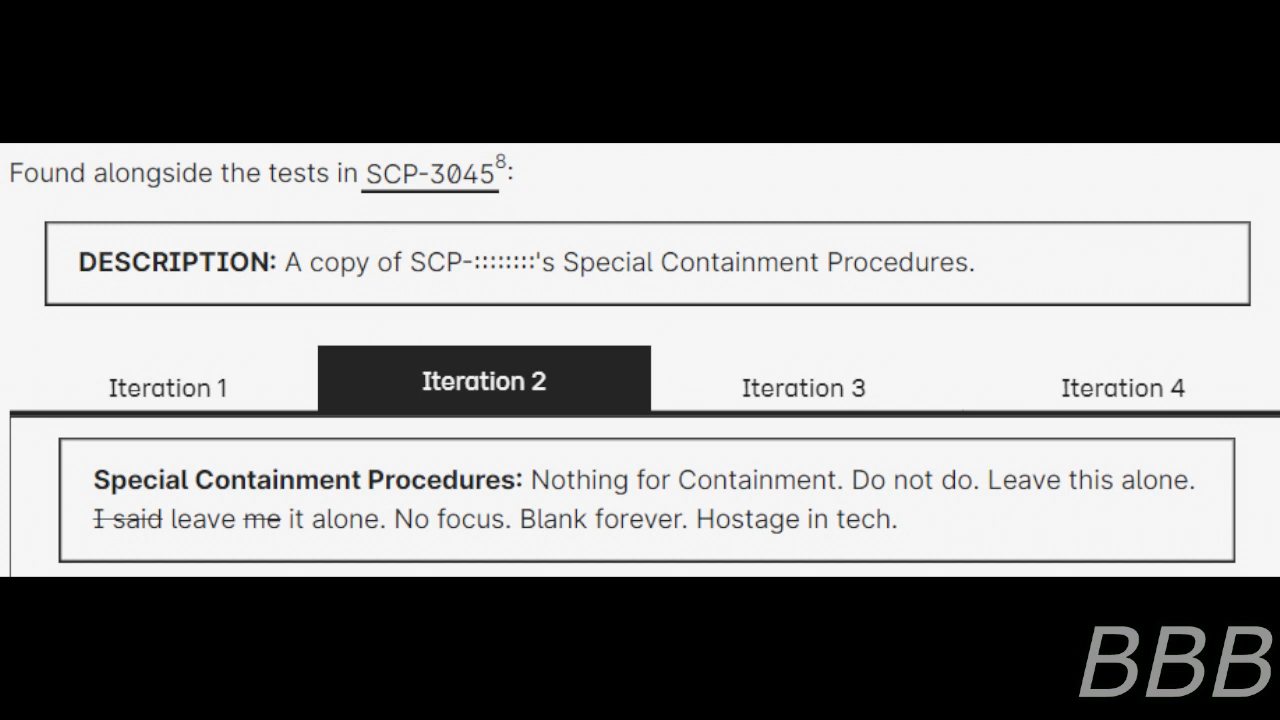 Found alongside the tests in SCP-3045⁸:
DESCRIPTION: A copy of SCP-::::::::'s Special Containment Procedures.
Iteration 1 Iteration 2 Iteration 3 Iteration 4
Special Containment Procedures: Nothing for Containment. Do not do. Leave this alone.
I said leave me it alone. No focus. Blank forever. Hostage in tech.
BBB